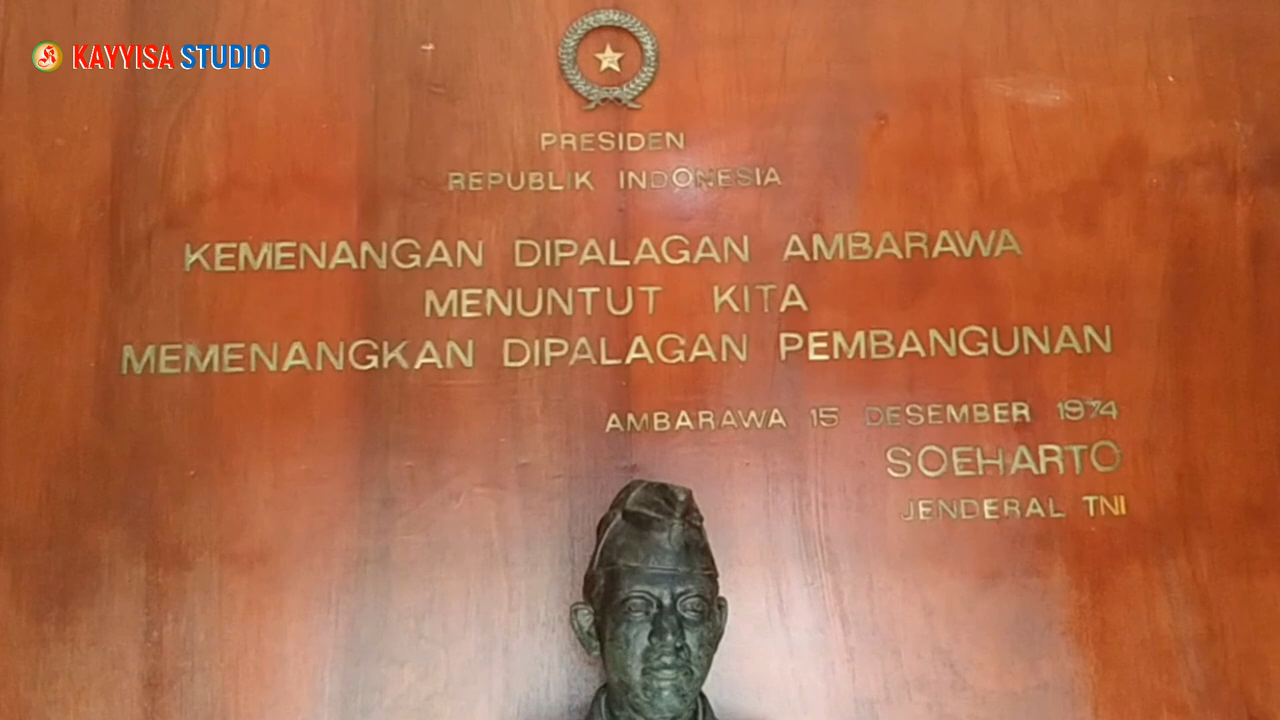 KAYYISA STUDIO
PRESIDEN
REPUBLIK INDONESIA
KEMENANGAN DIPALAGAN AMBARAWA
MENUNTUT KITA
MEMENANGKAN DIPALAGAN PEMBANGUNAN
AMBARAWA 15 DESEMBER 1974
SOEHARTO
JENDERAL TNI